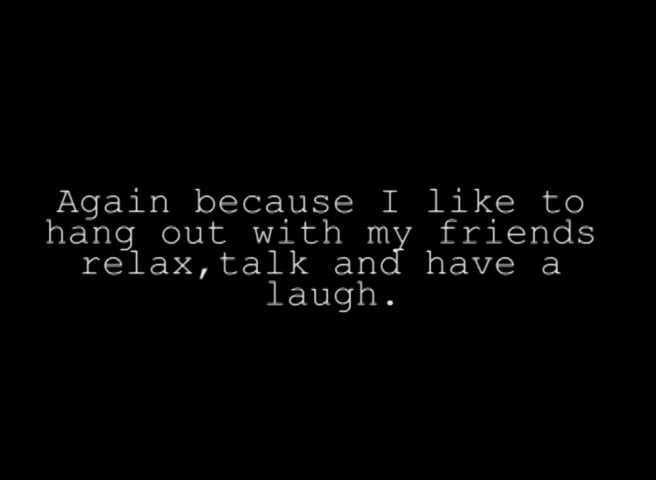 Again because I like to
hang out with my friends
relax,talk and have a
laugh.